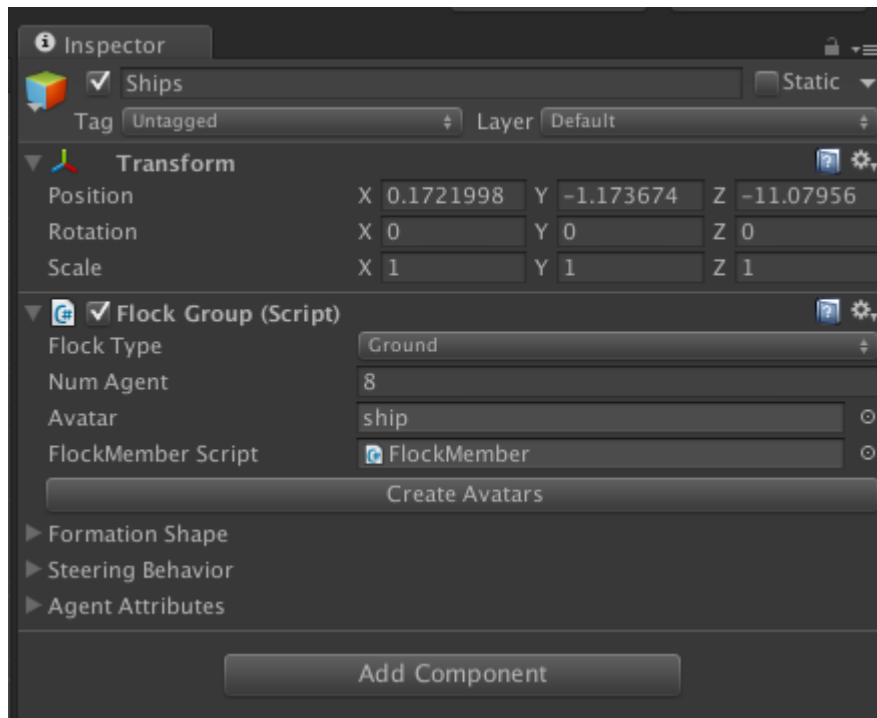 Inspector
Ships Static
Tag Untagged Layer Default
Transform
Position X 0.1721998 Y -1.173674 Z -11.07956
Rotation X 0 Y 0 Z 0
Scale X 1 Y 1 Z 1
Flock Group (Script)
Flock Type Ground
Num Agent 8
Avatar ship
FlockMember Script FlockMember
Create Avatars
Formation Shape
Steering Behavior
Agent Attributes
Add Component